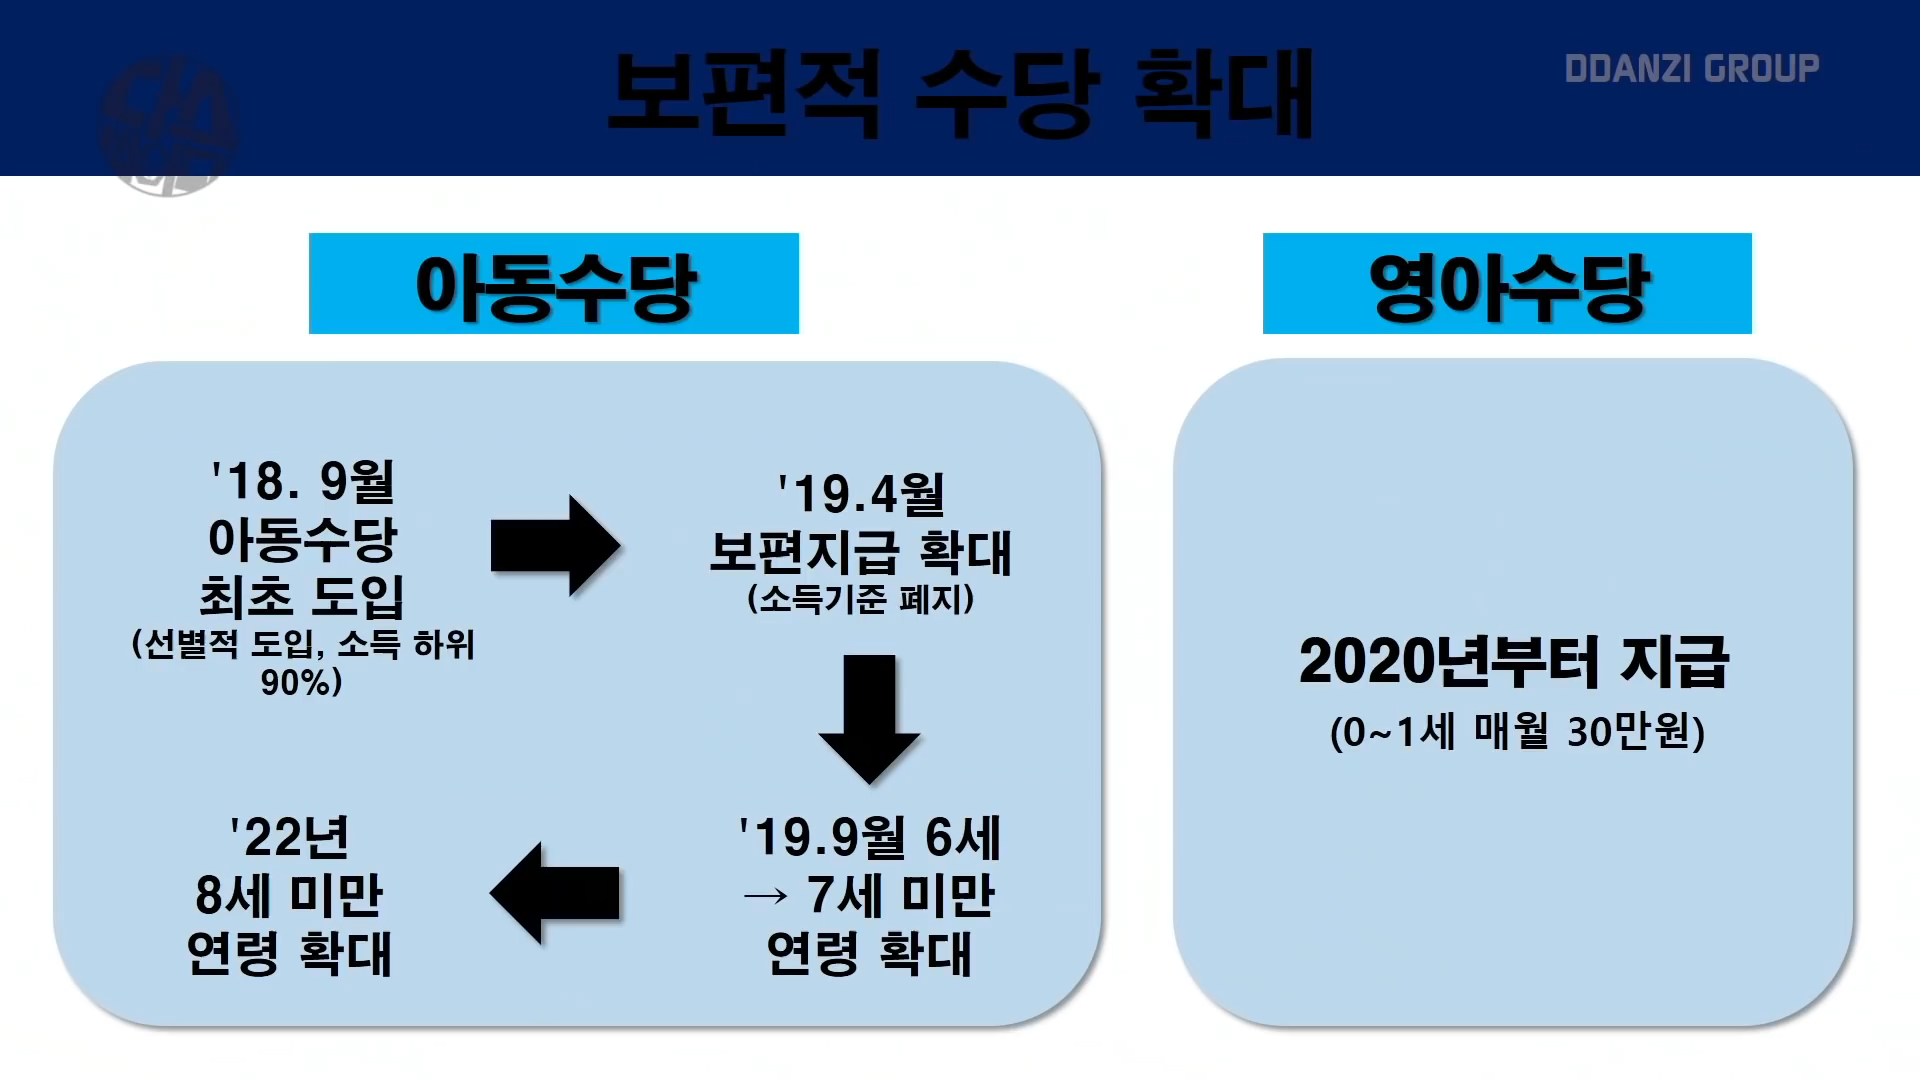 보편적 수당 확대
DDANZI GROUP
아동수당
'18. 9월
아동수당
최초 도입
(선별적 도입, 소득 하위
90%)
'19.4월
보편지급 확대
(소득기준 폐지)
'19.9월 6세
→ 7세 미만
연령 확대
'22년
8세 미만
연령 확대
영아수당
2020년부터 지급
(0~1세 매월 30만원)